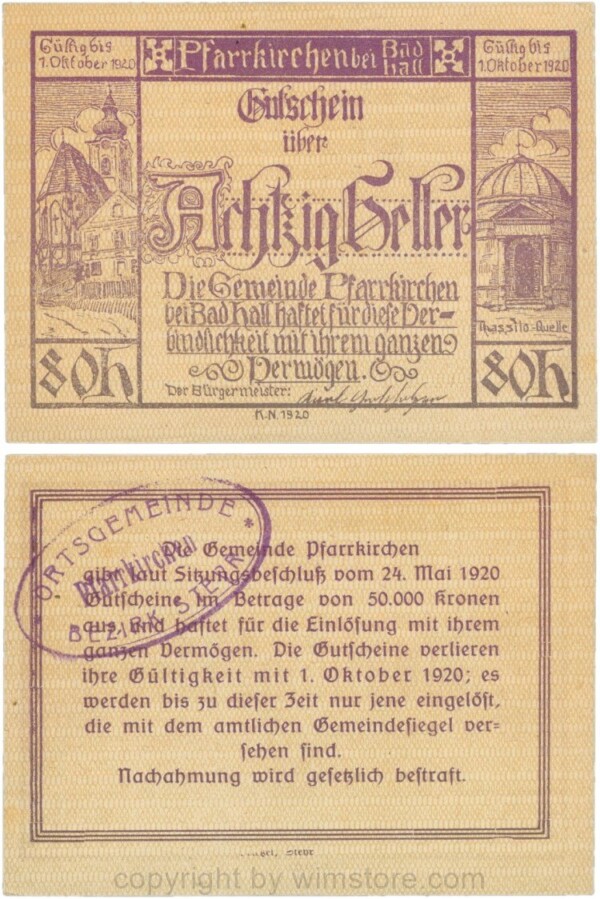 Gültig bis
1. Oktober 1920
Pfarrkirchen bei Bad Hall
Gültig bis
1. Oktober 1920
Gutschein
über
Achtzig Heller
Die Gemeinde Pfarrkirchen
bei Bad Hall haftet für diese Ver-
bindlichkeit mit ihrem ganzen
Vermögen.
Thassilo-Quelle
80h
80h
Der Bürgermeister:
K.N. 1920
ORTSGEMEINDE
Pfarrkirchen
BEZIRK STEYR
Die Gemeinde Pfarrkirchen
gibt laut Sitzungsbeschluß vom 24. Mai 1920
Gutscheine im Betrage von 50.000 Kronen
aus und haftet für die Einlösung mit ihrem
ganzen Vermögen. Die Gutscheine verlieren
ihre Gültigkeit mit 1. Oktober 1920; es
werden bis zu dieser Zeit nur jene eingelöst,
die mit dem amtlichen Gemeindesiegel ver-
sehen sind.
Nachahmung wird gesetzlich bestraft.
copyright by wimstore.com